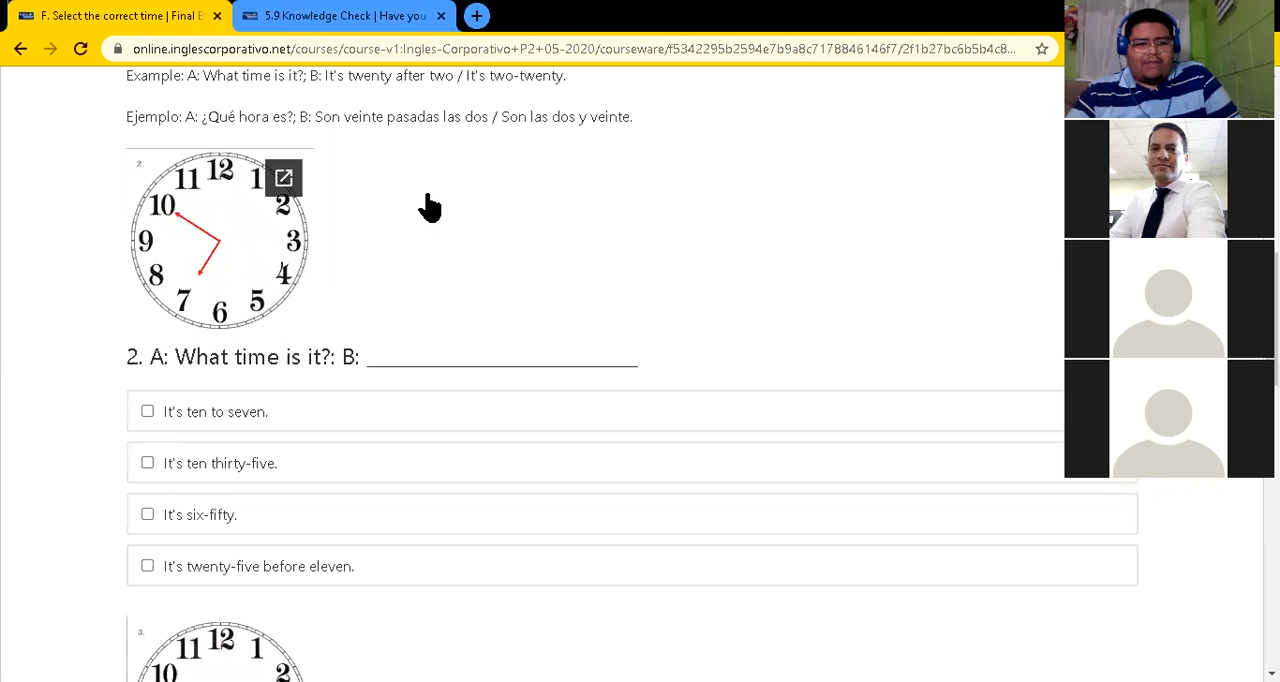 F. Select the correct time | Final E
5.9 Knowledge Check | Have you
online.inglescorporativo.net/courses/course-v1:Ingles-Corporativo+P2+05-2020/courseware/f5342295b2594e7b9a8c7178846146f7/2f1b27bc6b5b4c8...
Example: A: What time is it?; B: It's twenty after two / It's two-twenty.
Ejemplo: A: ¿Qué hora es?; B: Son veinte pasadas las dos / Son las dos y veinte.
2.
11 12 1
10 2
9 3
8 4
7 6 5
2. A: What time is it?: B: ___________________________
It's ten to seven.
It's ten thirty-five.
It's six-fifty.
It's twenty-five before eleven.
3.
11 12 1
10 2